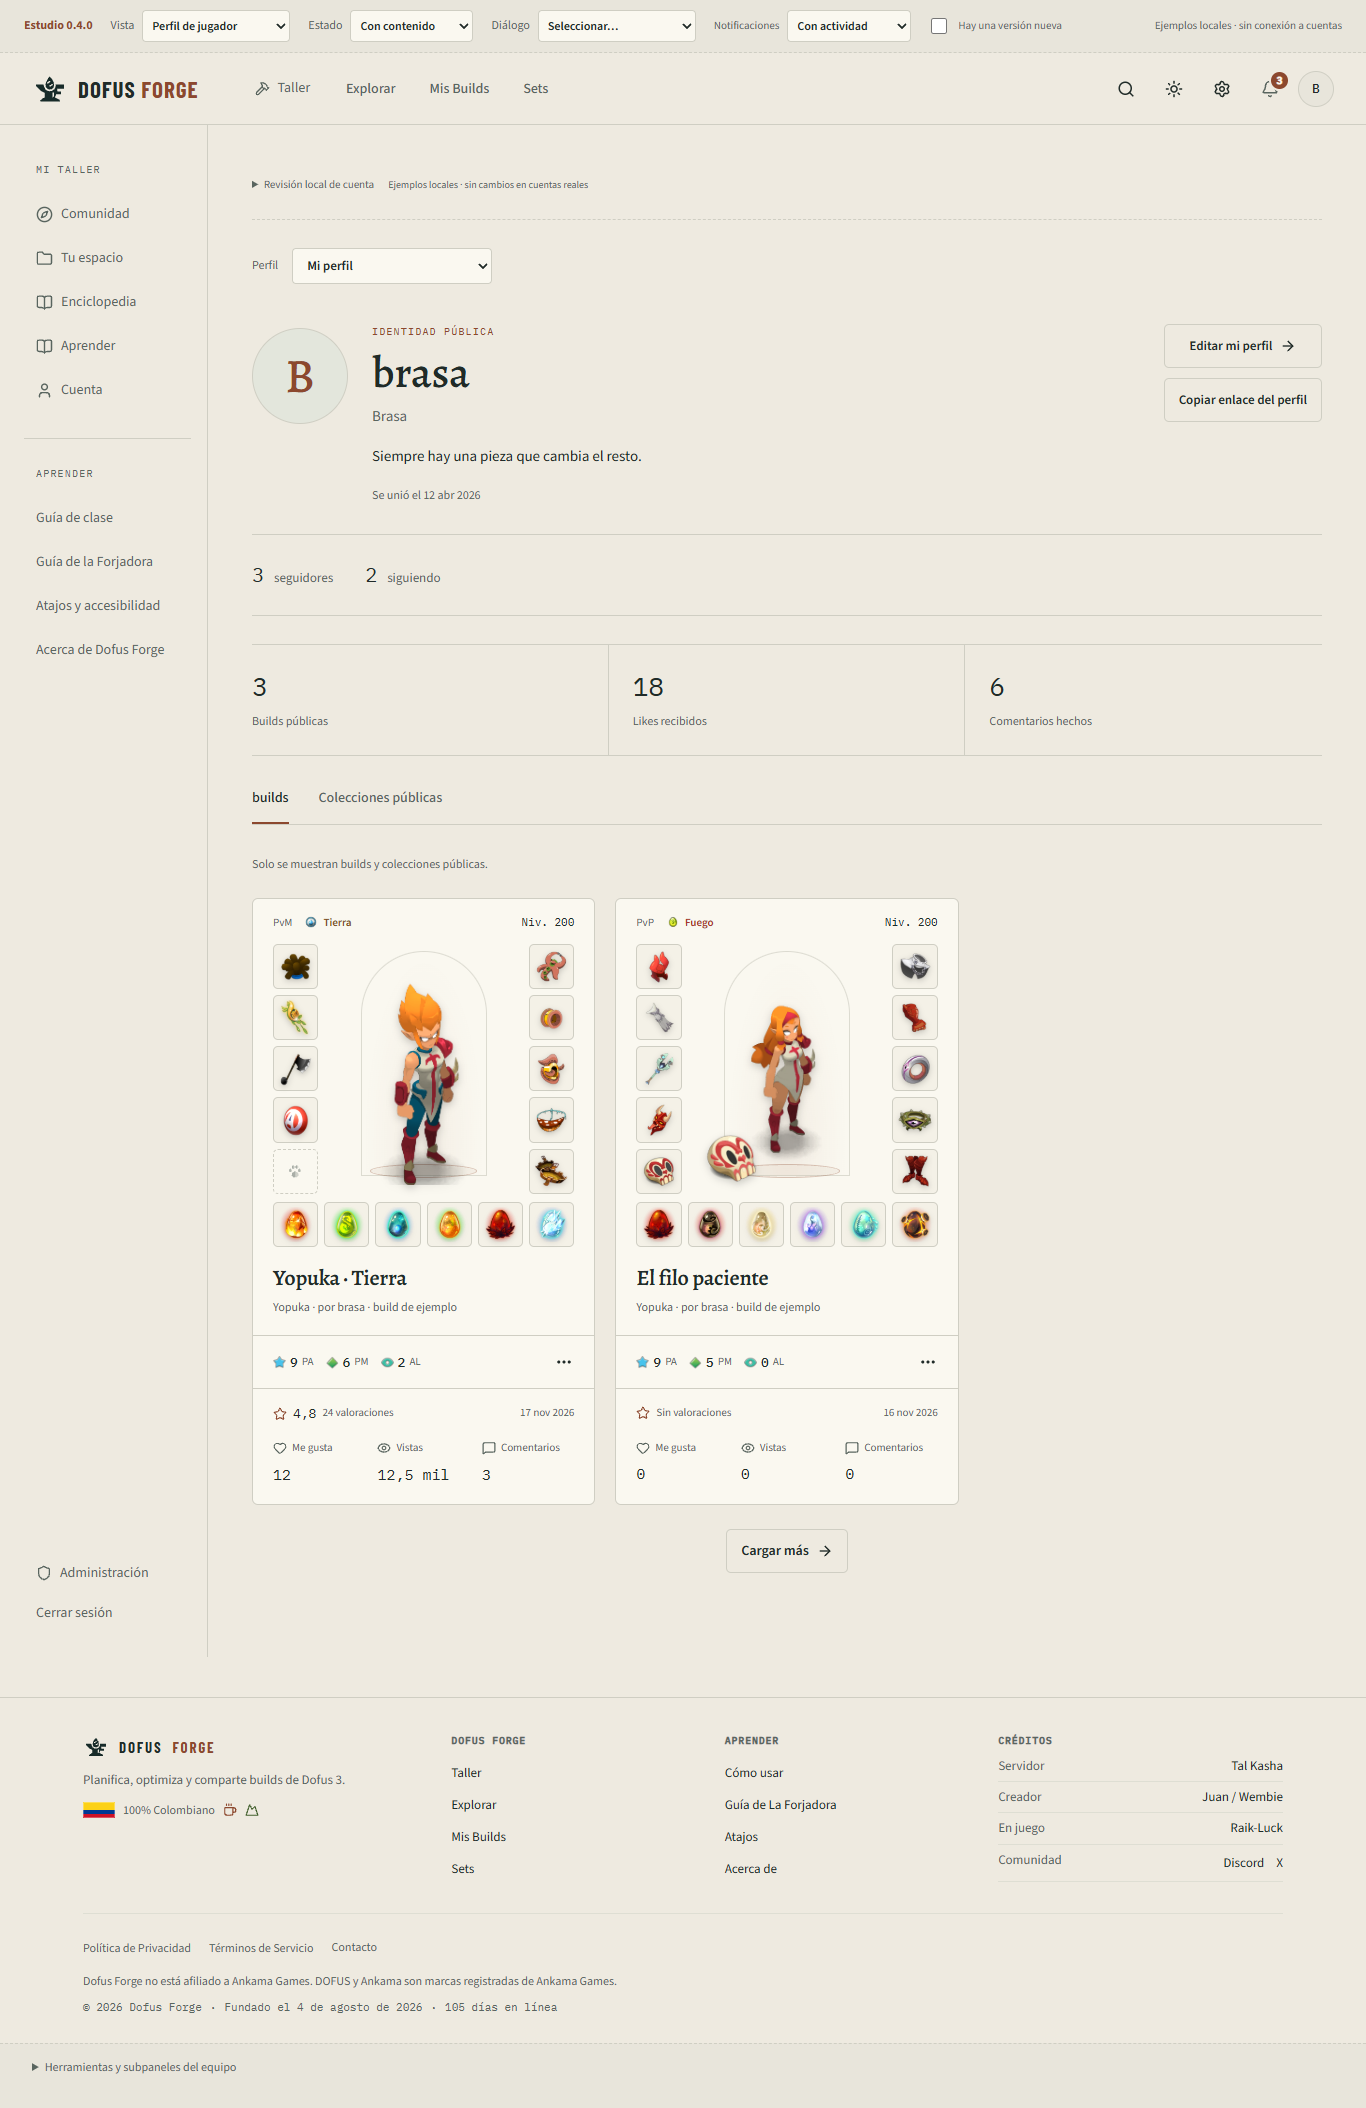 Estudio 0.4.0 Vista Perfil de jugador Estado Con contenido Diálogo Seleccionar... Notificaciones Con actividad Hay una versión nueva Ejemplos locales · sin conexión a cuentas
DOFUS FORGE Taller Explorar Mis Builds Sets 3 B
MI TALLER
Comunidad
Tu espacio
Enciclopedia
Aprender
Cuenta
APRENDER
Guía de clase
Guía de la Forjadora
Atajos y accesibilidad
Acerca de Dofus Forge
Administración
Cerrar sesión
Revisión local de cuenta Ejemplos locales · sin cambios en cuentas reales
Perfil Mi perfil
B
IDENTIDAD PÚBLICA
brasa
Brasa
Siempre hay una pieza que cambia el resto.
Se unió el 12 abr 2026
Editar mi perfil
Copiar enlace del perfil
3 seguidores 2 siguiendo
3
Builds públicas
18
Likes recibidos
6
Comentarios hechos
builds Colecciones públicas
Solo se muestran builds y colecciones públicas.
PvM Tierra Niv. 200
Yopuka · Tierra
Yopuka · por brasa · build de ejemplo
9 PA 6 PM 2 AL
4,8 24 valoraciones 17 nov 2026
Me gusta Vistas Comentarios
12 12,5 mil 3
PvP Fuego Niv. 200
El filo paciente
Yopuka · por brasa · build de ejemplo
9 PA 5 PM 0 AL
Sin valoraciones 16 nov 2026
Me gusta Vistas Comentarios
0 0 0
Cargar más
DOFUS FORGE
Planifica, optimiza y comparte builds de Dofus 3.
100% Colombiano
DOFUS FORGE
Taller
Explorar
Mis Builds
Sets
APRENDER
Cómo usar
Guía de La Forjadora
Atajos
Acerca de
CRÉDITOS
Servidor Tal Kasha
Creador Juan / Wembie
En juego Raik-Luck
Comunidad Discord X
Política de Privacidad Términos de Servicio Contacto
Dofus Forge no está afiliado a Ankama Games. DOFUS y Ankama son marcas registradas de Ankama Games.
© 2026 Dofus Forge · Fundado el 4 de agosto de 2026 · 105 días en línea
Herramientas y subpaneles del equipo